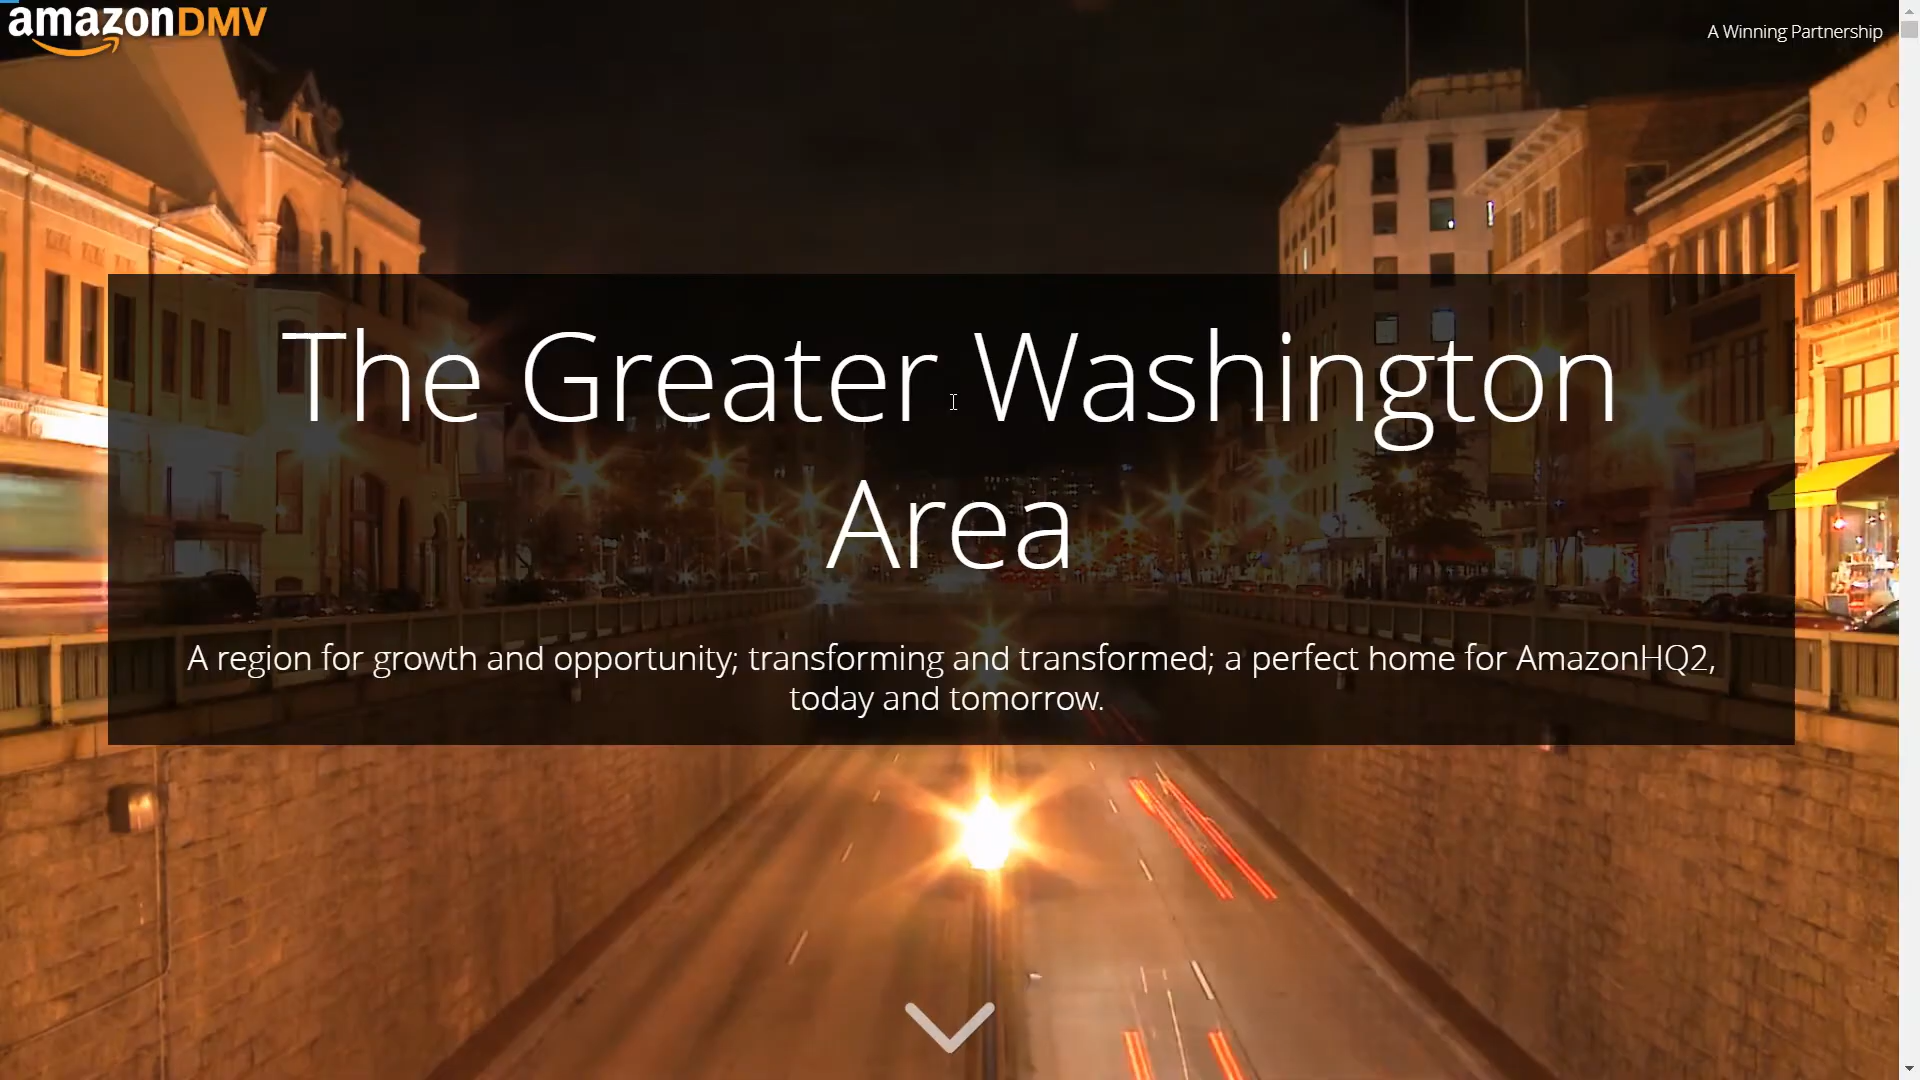 amazonDMV
A Winning Partnership
The Greater Washington
Area
A region for growth and opportunity; transforming and transformed; a perfect home for AmazonHQ2,
today and tomorrow.